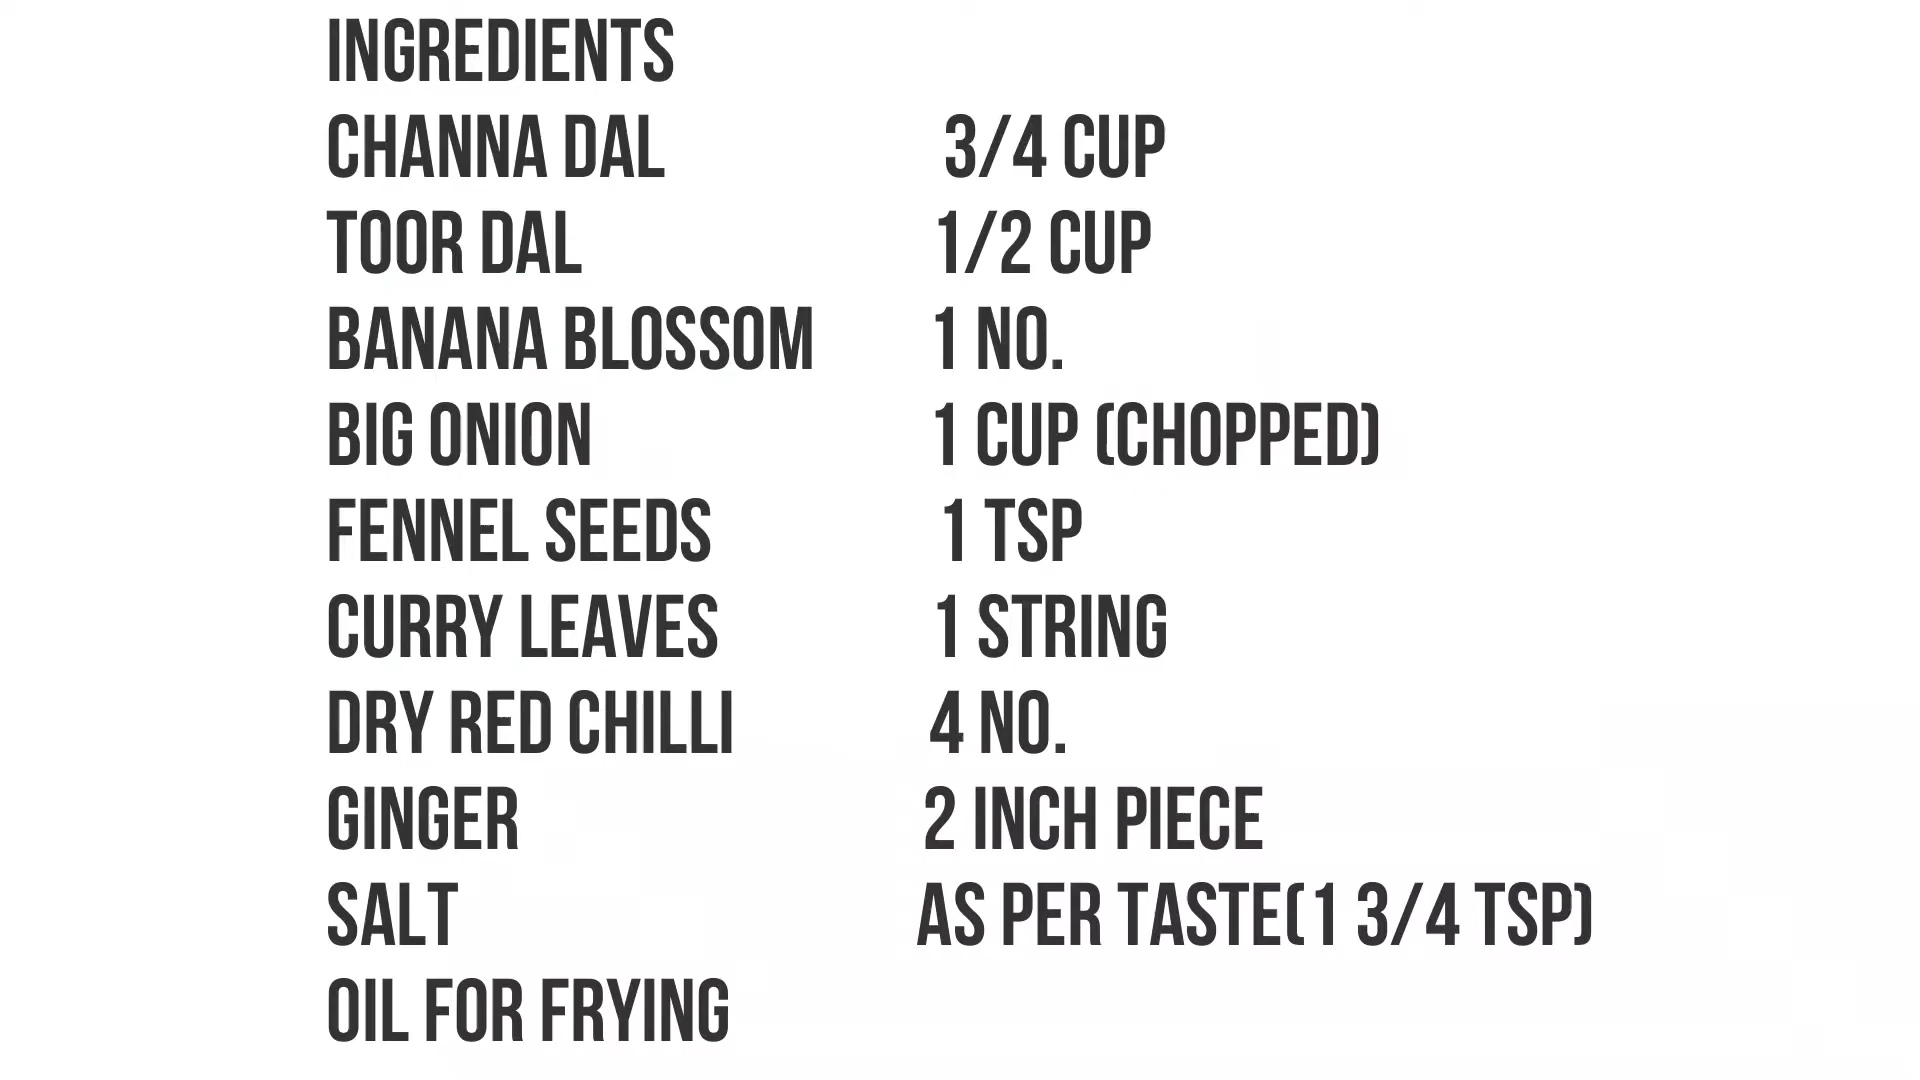 INGREDIENTS
CHANNA DAL 3/4 CUP
TOOR DAL 1/2 CUP
BANANA BLOSSOM 1 NO.
BIG ONION 1 CUP (CHOPPED)
FENNEL SEEDS 1 TSP
CURRY LEAVES 1 STRING
DRY RED CHILLI 4 NO.
GINGER 2 INCH PIECE
SALT AS PER TASTE(1 3/4 TSP)
OIL FOR FRYING